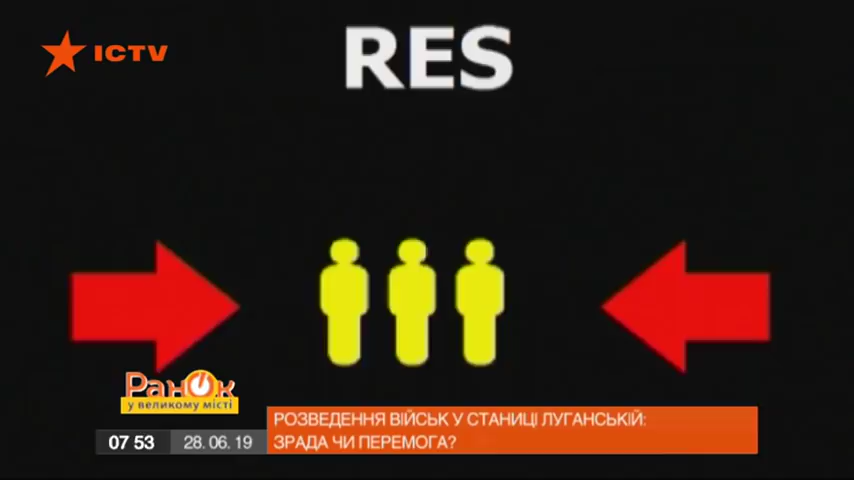 ICTV
RES
РАНОК
у великому місті
07 53
28. 06. 19
РОЗВЕДЕННЯ ВІЙСЬК У СТАНИЦІ ЛУГАНСЬКІЙ:
ЗРАДА ЧИ ПЕРЕМОГА?